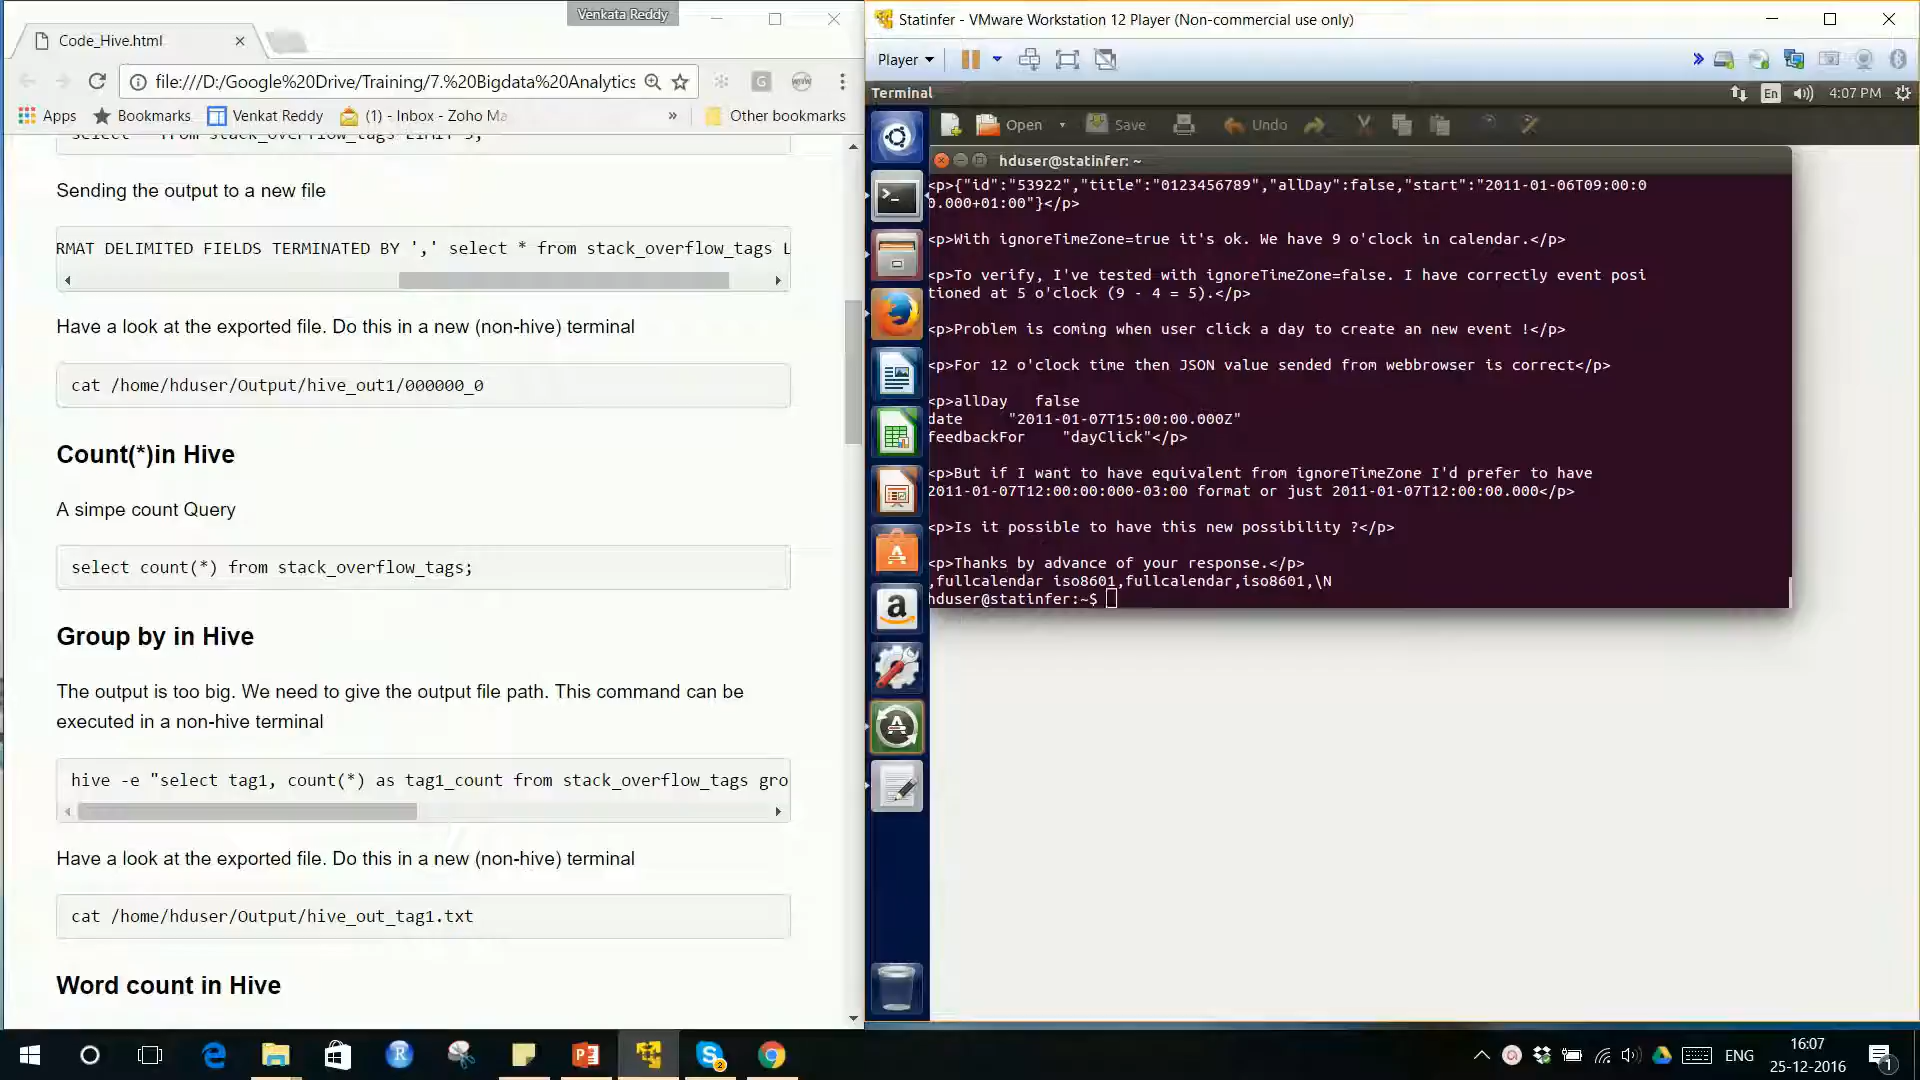 Venkata Reddy
Code_Hive.html
file:///D:/Google%20Drive/Training/7.%20Bigdata%20Analytics
Apps
Bookmarks
Venkat Reddy
(1) - Inbox - Zoho Ma
»
Other bookmarks
select * from stack_overflow_tags LIMIT 5;
Sending the output to a new file
RMAT DELIMITED FIELDS TERMINATED BY ',' select * from stack_overflow_tags L
Have a look at the exported file. Do this in a new (non-hive) terminal
cat /home/hduser/Output/hive_out1/000000_0
Count(*)in Hive
A simpe count Query
select count(*) from stack_overflow_tags;
Group by in Hive
The output is too big. We need to give the output file path. This command can be
executed in a non-hive terminal
hive -e "select tag1, count(*) as tag1_count from stack_overflow_tags gro
Have a look at the exported file. Do this in a new (non-hive) terminal
cat /home/hduser/Output/hive_out_tag1.txt
Word count in Hive
Statinfer - VMware Workstation 12 Player (Non-commercial use only)
Player
Terminal
En
4:07 PM
Open
Save
Undo
hduser@statinfer: ~
<p>{"id":"53922","title":"0123456789","allDay":false,"start":"2011-01-06T09:00:0
0.000+01:00"}</p>
<p>With ignoreTimeZone=true it's ok. We have 9 o'clock in calendar.</p>
<p>To verify, I've tested with ignoreTimeZone=false. I have correctly event posi
tioned at 5 o'clock (9 - 4 = 5).</p>
<p>Problem is coming when user click a day to create an new event !</p>
<p>For 12 o'clock time then JSON value sended from webbrowser is correct</p>
<p>allDay   false
date     "2011-01-07T15:00:00.000Z"
feedbackFor    "dayClick"</p>
<p>But if I want to have equivalent from ignoreTimeZone I'd prefer to have
2011-01-07T12:00:00:000-03:00 format or just 2011-01-07T12:00:00.000</p>
<p>Is it possible to have this new possibility ?</p>
<p>Thanks by advance of your response.</p>
,fullcalendar iso8601,fullcalendar,iso8601,\N
hduser@statinfer:~$
ENG
16:07
25-12-2016